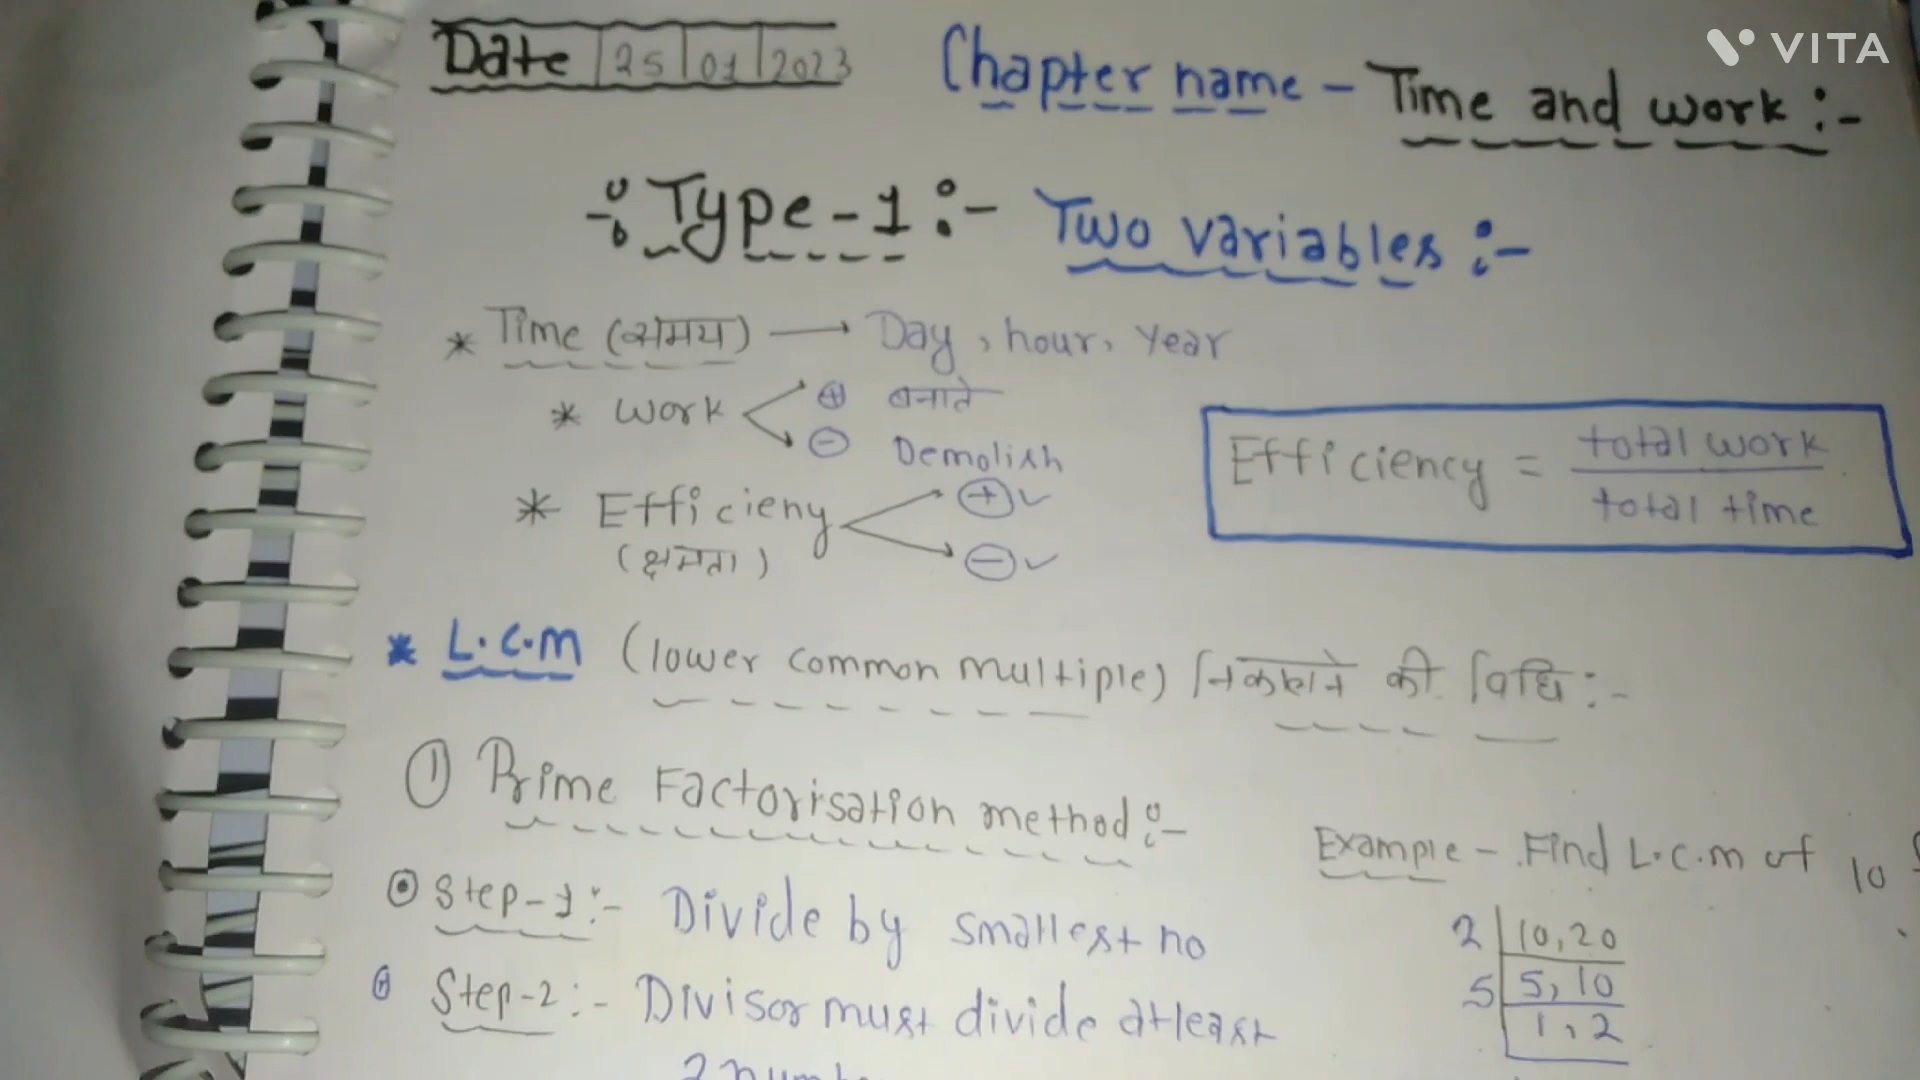 VITA
Date 25 01 2023 Chapter name - Time and work :-
Type-1 :- Two variables :-
* Time (समय) → Day, hour, Year
* work ⊕ बनाते
⊖ Demolish
* Efficieny ⊕ ✓
(क्षमता) ⊖ ✓
Efficiency = total work
total time
* L.C.M (lower common multiple) निकालने की विधि :-
① Prime Factorisation method :-
Example - Find L.C.M of 10
Step-1 :- Divide by smallest no
2 | 10, 20
5 | 5, 10
1, 2
Step-2 :- Divisor must divide atleast
2